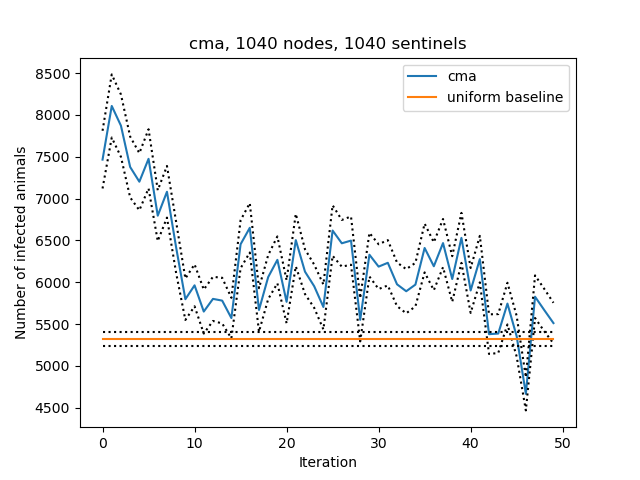 cma, 1040 nodes, 1040 sentinels
Number of infected animals
8500
8000
7500
7000
6500
6000
5500
5000
4500
cma
uniform baseline
0 10 20 30 40 50
Iteration